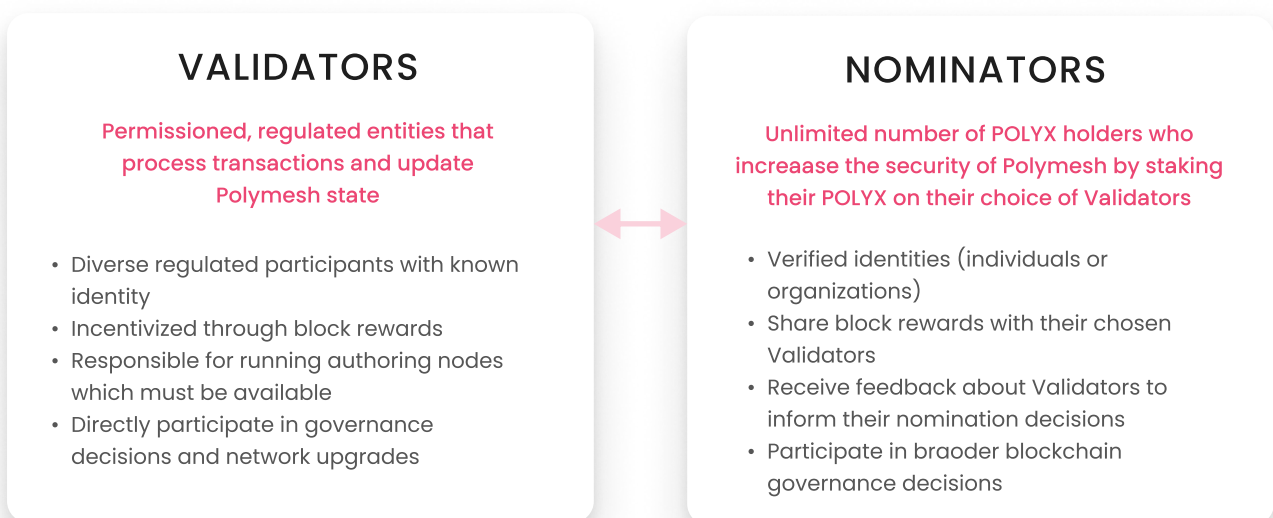 VALIDATORS
Permissioned, regulated entities that
process transactions and update
Polymesh state
• Diverse regulated participants with known
identity
• Incentivized through block rewards
• Responsible for running authoring nodes
which must be available
• Directly participate in governance
decisions and network upgrades
NOMINATORS
Unlimited number of POLYX holders who
increaase the security of Polymesh by staking
their POLYX on their choice of Validators
• Verified identities (individuals or
organizations)
• Share block rewards with their chosen
Validators
• Receive feedback about Validators to
inform their nomination decisions
• Participate in braoder blockchain
governance decisions